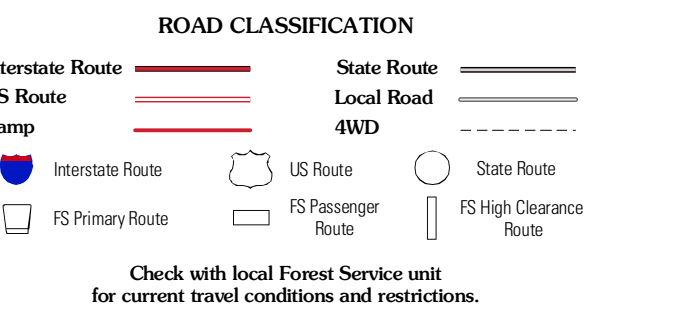 ROAD CLASSIFICATION
terstate Route State Route
S Route Local Road
amp 4WD
Interstate Route US Route State Route
FS Primary Route FS Passenger Route FS High Clearance Route
Check with local Forest Service unit
for current travel conditions and restrictions.